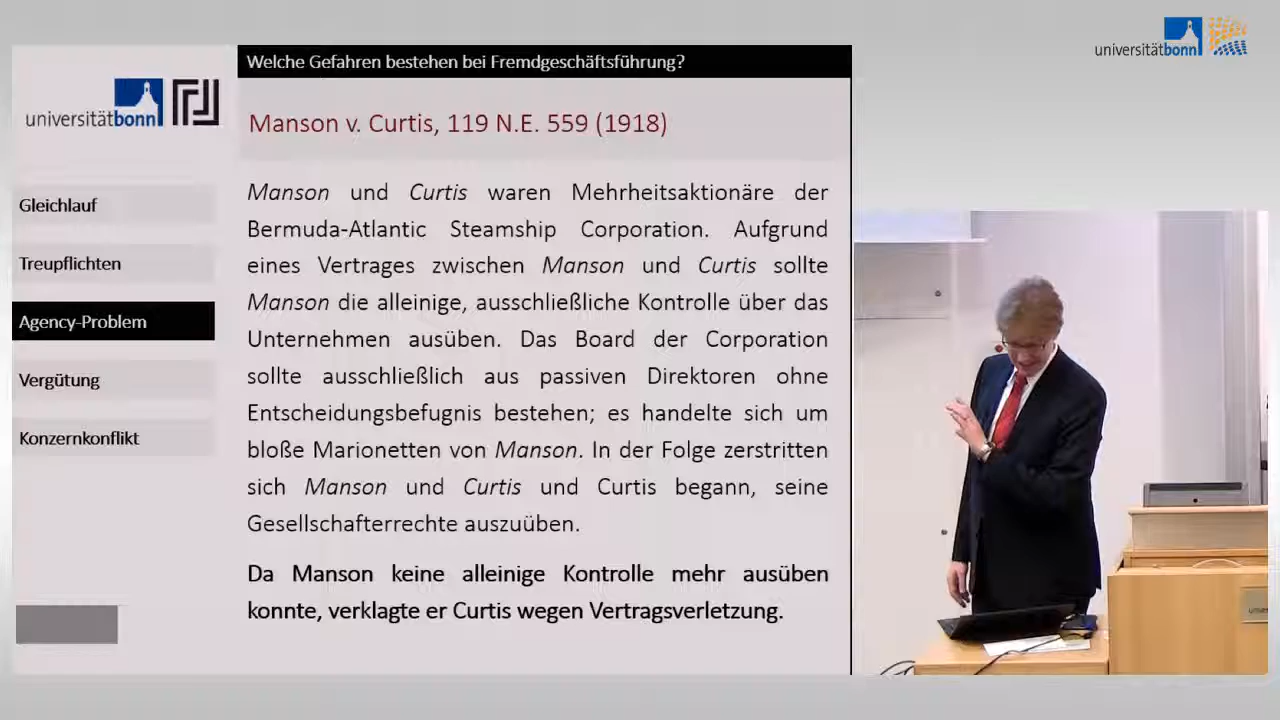 universitätbonn
Welche Gefahren bestehen bei Fremdgeschäftsführung?
universitätbonn
Manson v. Curtis, 119 N.E. 559 (1918)
Gleichlauf
Treupflichten
Agency-Problem
Vergütung
Konzernkonflikt
Manson und Curtis waren Mehrheitsaktionäre der
Bermuda-Atlantic Steamship Corporation. Aufgrund
eines Vertrages zwischen Manson und Curtis sollte
Manson die alleinige, ausschließliche Kontrolle über das
Unternehmen ausüben. Das Board der Corporation
sollte ausschließlich aus passiven Direktoren ohne
Entscheidungsbefugnis bestehen; es handelte sich um
bloße Marionetten von Manson. In der Folge zerstritten
sich Manson und Curtis und Curtis begann, seine
Gesellschafterrechte auszuüben.
Da Manson keine alleinige Kontrolle mehr ausüben
konnte, verklagte er Curtis wegen Vertragsverletzung.